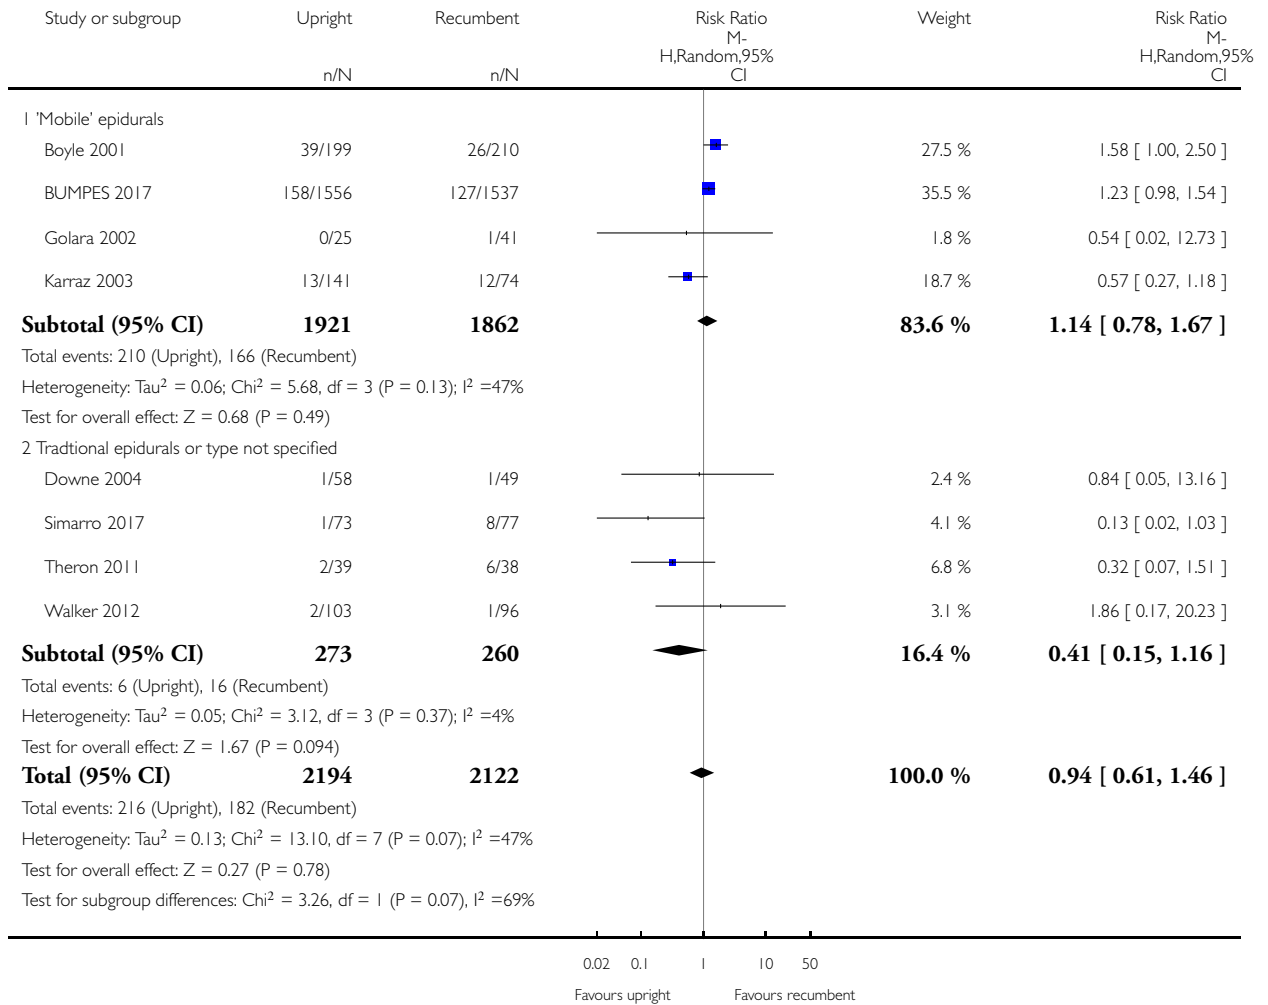 Study or subgroup Upright Recumbent Risk Ratio Weight Risk Ratio
M- M-
H,Random,95% H,Random,95%
n/N n/N CI CI
1 'Mobile' epidurals
Boyle 2001 39/199 26/210 27.5 % 1.58 [ 1.00, 2.50 ]
BUMPES 2017 158/1556 127/1537 35.5 % 1.23 [ 0.98, 1.54 ]
Golara 2002 0/25 1/41 1.8 % 0.54 [ 0.02, 12.73 ]
Karraz 2003 13/141 12/74 18.7 % 0.57 [ 0.27, 1.18 ]
Subtotal (95% CI) 1921 1862 83.6 % 1.14 [ 0.78, 1.67 ]
Total events: 210 (Upright), 166 (Recumbent)
Heterogeneity: Tau² = 0.06; Chi² = 5.68, df = 3 (P = 0.13); I² =47%
Test for overall effect: Z = 0.68 (P = 0.49)
2 Tradtional epidurals or type not specified
Downe 2004 1/58 1/49 2.4 % 0.84 [ 0.05, 13.16 ]
Simarro 2017 1/73 8/77 4.1 % 0.13 [ 0.02, 1.03 ]
Theron 2011 2/39 6/38 6.8 % 0.32 [ 0.07, 1.51 ]
Walker 2012 2/103 1/96 3.1 % 1.86 [ 0.17, 20.23 ]
Subtotal (95% CI) 273 260 16.4 % 0.41 [ 0.15, 1.16 ]
Total events: 6 (Upright), 16 (Recumbent)
Heterogeneity: Tau² = 0.05; Chi² = 3.12, df = 3 (P = 0.37); I² =4%
Test for overall effect: Z = 1.67 (P = 0.094)
Total (95% CI) 2194 2122 100.0 % 0.94 [ 0.61, 1.46 ]
Total events: 216 (Upright), 182 (Recumbent)
Heterogeneity: Tau² = 0.13; Chi² = 13.10, df = 7 (P = 0.07); I² =47%
Test for overall effect: Z = 0.27 (P = 0.78)
Test for subgroup differences: Chi² = 3.26, df = 1 (P = 0.07), I² =69%
0.02 0.1 1 10 50
Favours upright Favours recumbent